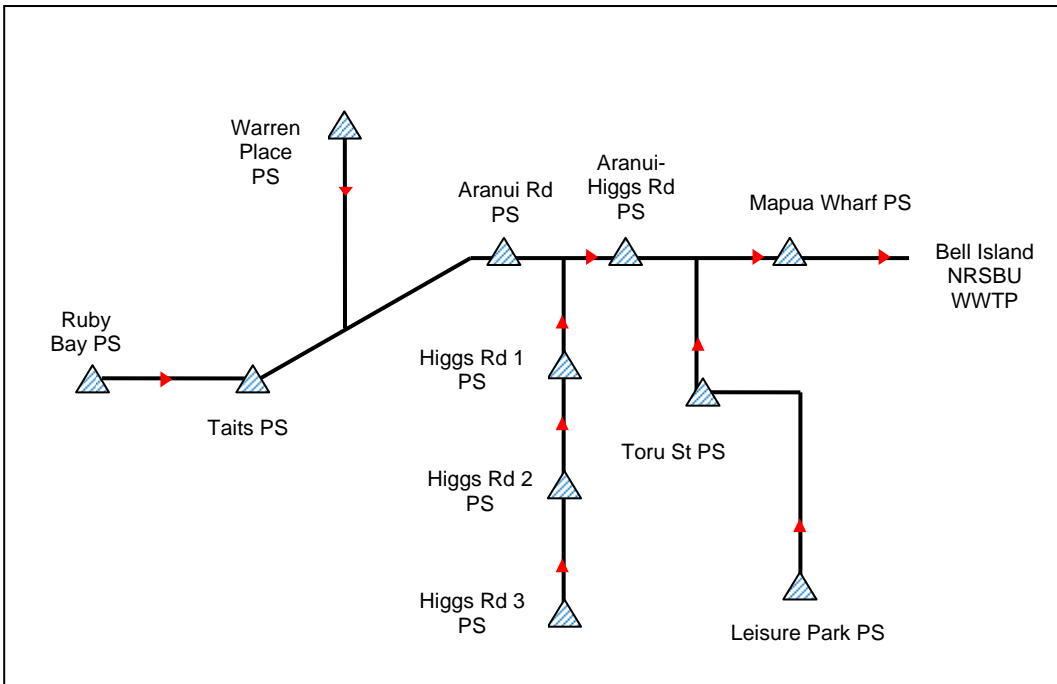 Warren
Place
PS
Aranui Rd
PS
Aranui-
Higgs Rd
PS
Mapua Wharf PS
Bell Island
NRSBU
WWTP
Ruby
Bay PS
Taits PS
Higgs Rd 1
PS
Toru St PS
Higgs Rd 2
PS
Higgs Rd 3
PS
Leisure Park PS